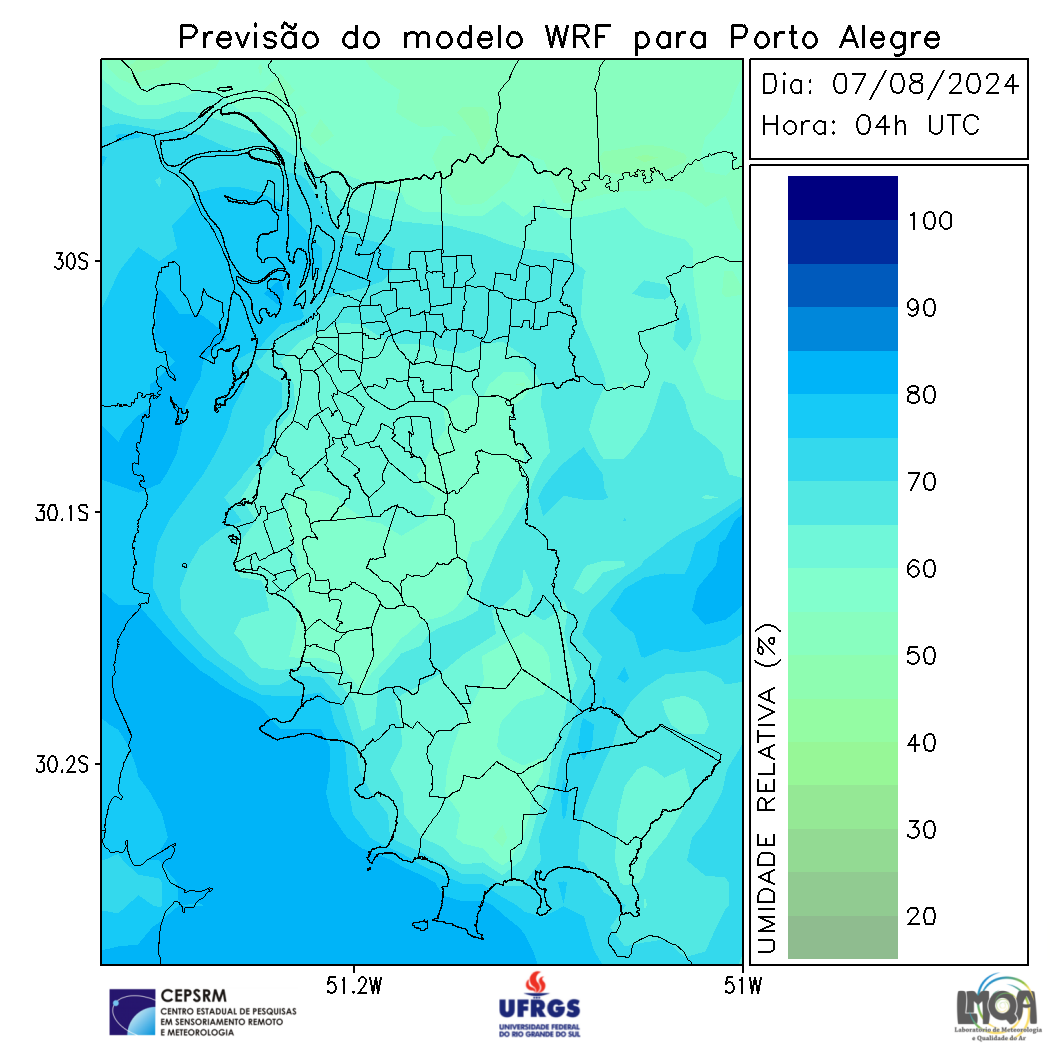 Previsão do modelo WRF para Porto Alegre
Dia: 07/08/2024
Hora: 04h UTC
30S
30.1S
30.2S
51.2W
51W
UMIDADE RELATIVA (%)
100
90
80
70
60
50
40
30
20
CEPSRM
CENTRO ESTADUAL DE PESQUISAS
EM SENSORIAMENTO REMOTO
E METEOROLOGIA
UFRGS
UNIVERSIDADE FEDERAL
DO RIO GRANDE DO SUL
LMQA
Laboratório de Meteorologia
e Qualidade do Ar